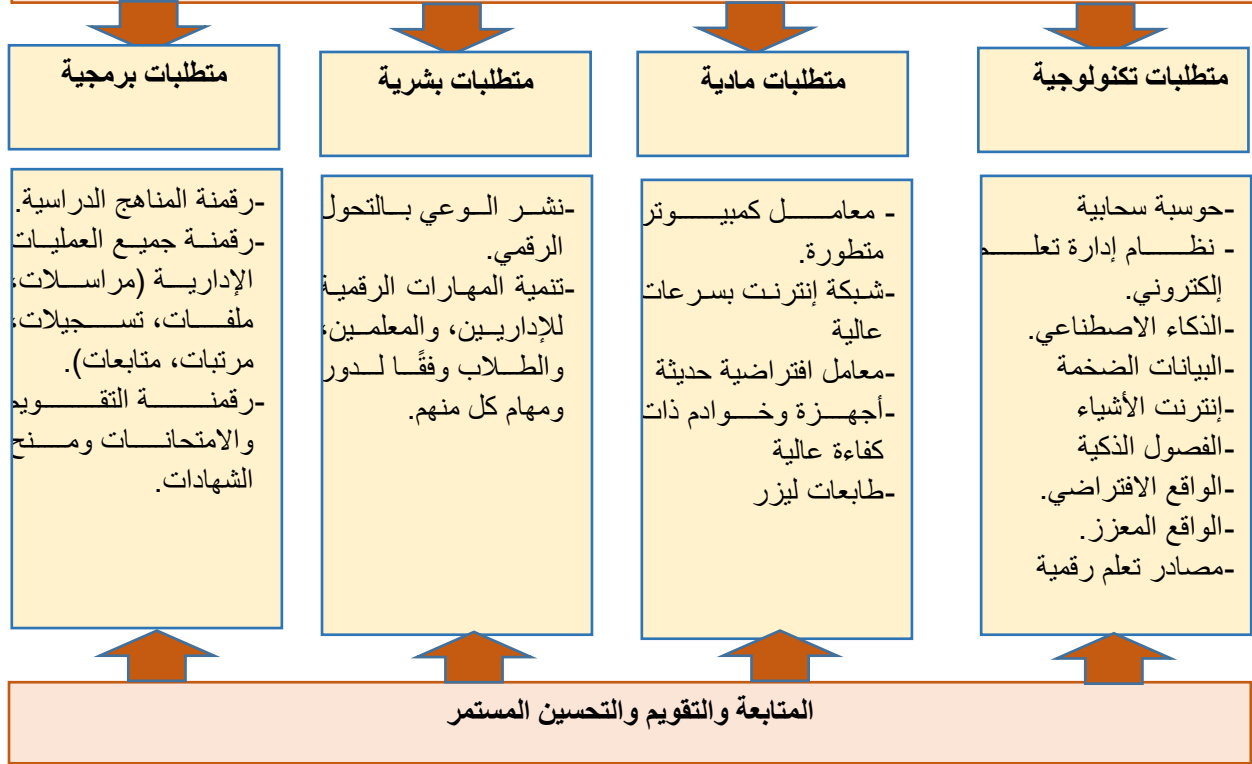 متطلبات تكنولوجية
متطلبات مادية
متطلبات بشرية
متطلبات برمجية
-حوسبة سحابية
- نظام إدارة تعلم
إلكتروني.
-الذكاء الاصطناعي.
-البيانات الضخمة
-إنترنت الأشياء
-الفصول الذكية
-الواقع الافتراضي.
-الواقع المعزز.
-مصادر تعلم رقمية
- معامل كمبيوتر
متطورة.
-شبكة إنترنت بسرعات
عالية
-معامل افتراضية حديثة
-أجهزة وخوادم ذات
كفاءة عالية
-طابعات ليزر
-نشر الوعي بالتحول
الرقمي.
-تنمية المهارات الرقمية
للإداريين، والمعلمين،
والطلاب وفقًا لدور
ومهام كل منهم.
-رقمنة المناهج الدراسية.
-رقمنة جميع العمليات
الإدارية (مراسلات،
ملفات، تسجيلات،
مرتبات، متابعات).
-رقمنة التقويم
والامتحانات ومنح
الشهادات.
المتابعة والتقويم والتحسين المستمر